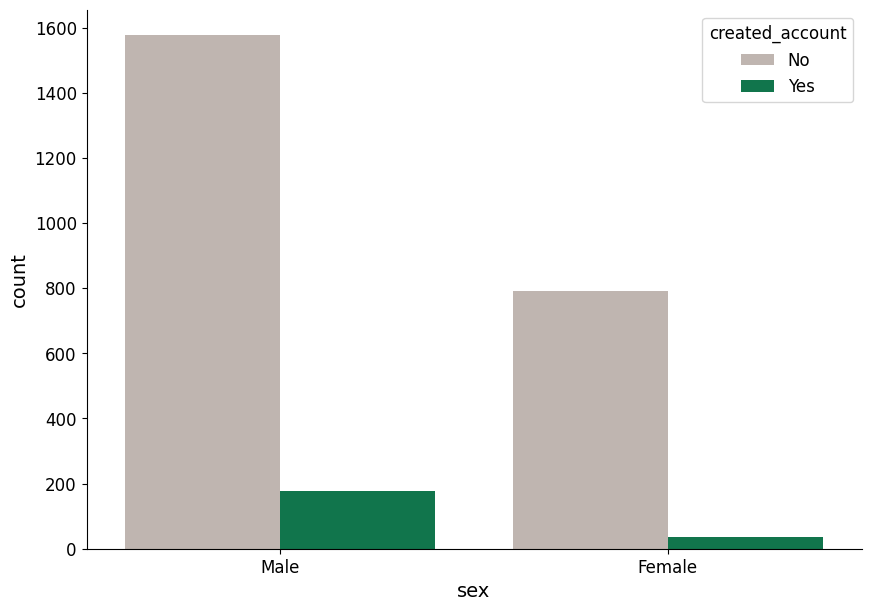 created_account
No
Yes
1600
1400
1200
1000
800
600
400
200
0
count
Male
Female
sex